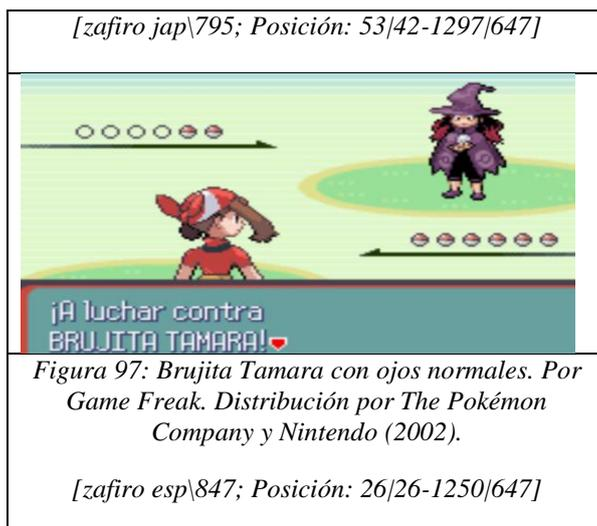 [zafiro jap\795; Posición: 53|42-1297|647]
¡A luchar contra
BRUJITA TAMARA!
Figura 97: Brujita Tamara con ojos normales. Por
Game Freak. Distribución por The Pokémon
Company y Nintendo (2002).
[zafiro esp\847; Posición: 26|26-1250|647]